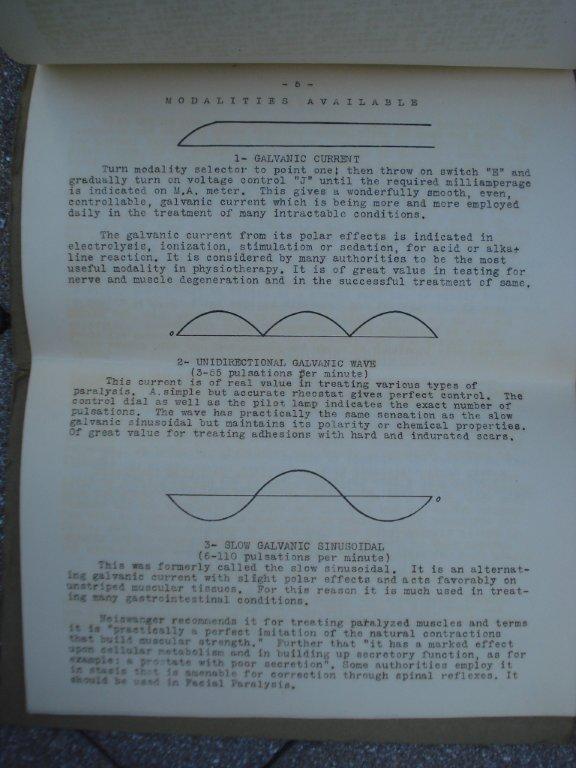 - 5 -
MODALITIES AVAILABLE
1- GALVANIC CURRENT
Turn modality selector to point one; then throw on switch "E" and
gradually turn on voltage control "J" until the required milliamperage
is indicated on M.A. meter. This gives a wonderfully smooth, even,
controllable, galvanic current which is being more and more employed
daily in the treatment of many intractable conditions.
The galvanic current from its polar effects is indicated in
electrolysis, ionization, stimulation or sedation, for acid or alka-
line reaction. It is considered by many authorities to be the most
useful modality in physiotherapy. It is of great value in testing for
nerve and muscle degeneration and in the successful treatment of same.
0
2- UNIDIRECTIONAL GALVANIC WAVE
(3-55 pulsations per minute)
This current is of real value in treating various types of
paralysis. A simple but accurate rheostat gives perfect control. The
control dial as well as the pilot lamp indicates the exact number of
pulsations. The wave has practically the same sensation as the slow
galvanic sinusoidal but maintains its polarity or chemical properties.
Of great value for treating adhesions with hard and indurated scars.
0
3- SLOW GALVANIC SINUSOIDAL
(6-110 pulsations per minute)
This was formerly called the slow sinusoidal. It is an alternat-
ing galvanic current with slight polar effects and acts favorably on
unstriped muscular tissues. For this reason it is much used in treat-
ing many gastrointestinal conditions.
Neiswanger recommends it for treating paralyzed muscles and terms
it is "practically a perfect imitation of the natural contractions
that build muscular strength." Further that "it has a marked effect
upon cellular metabolism and in building up secretory function, as for
example; a prostate with poor secretion". Some authorities employ it
in stasis that is amenable for correction through spinal reflexes. It
should be used in Facial Paralysis.